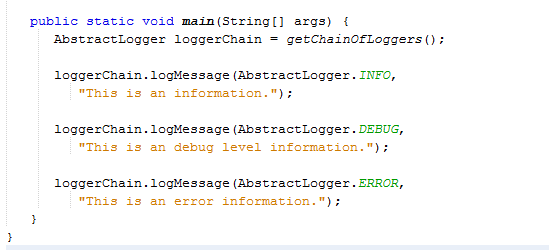 public static void main(String[] args) {
AbstractLogger loggerChain = getChainOfLoggers();
loggerChain.logMessage(AbstractLogger.INFO,
"This is an information.");
loggerChain.logMessage(AbstractLogger.DEBUG,
"This is an debug level information.");
loggerChain.logMessage(AbstractLogger.ERROR,
"This is an error information.");
}
}